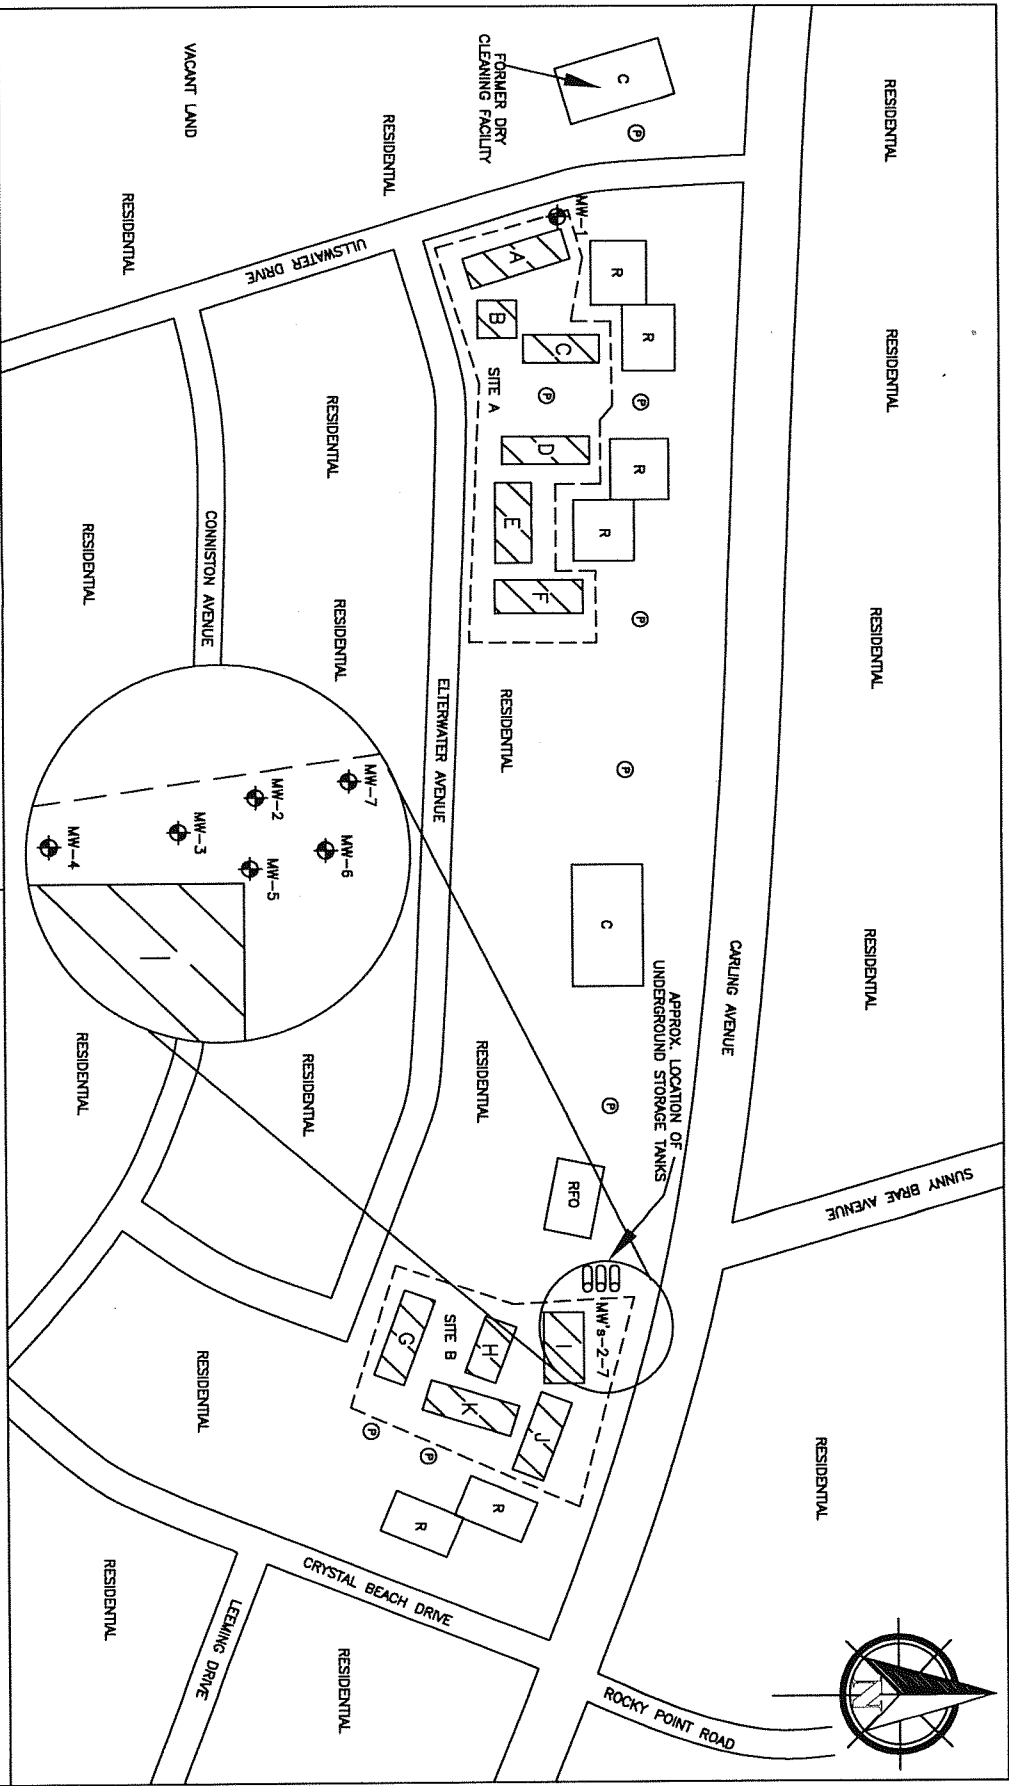 RESIDENTIAL
RESIDENTIAL
RESIDENTIAL
RESIDENTIAL
RESIDENTIAL
SUNNY BRAE AVENUE
N
ROCKY POINT ROAD
CARLING AVENUE
C
FORMER DRY
CLEANING FACILITY
P
MW-1
R
R
P
R
R
P
P
C
P
APPROX. LOCATION OF
UNDERGROUND STORAGE TANKS
RFO
MW's-2-7
A
B
C
SITE A
P
D
E
F
RESIDENTIAL
RESIDENTIAL
I
H
SITE B
G
K
J
P
P
R
R
VACANT LAND
RESIDENTIAL
RESIDENTIAL
ULLSWATER DRIVE
ELTERWATER AVENUE
RESIDENTIAL
RESIDENTIAL
CONNISTON AVENUE
RESIDENTIAL
MW-7
MW-6
MW-2
MW-5
MW-3
MW-4
I
RESIDENTIAL
RESIDENTIAL
RESIDENTIAL
CRYSTAL BEACH DRIVE
LEEMING DRIVE
RESIDENTIAL
RESIDENTIAL